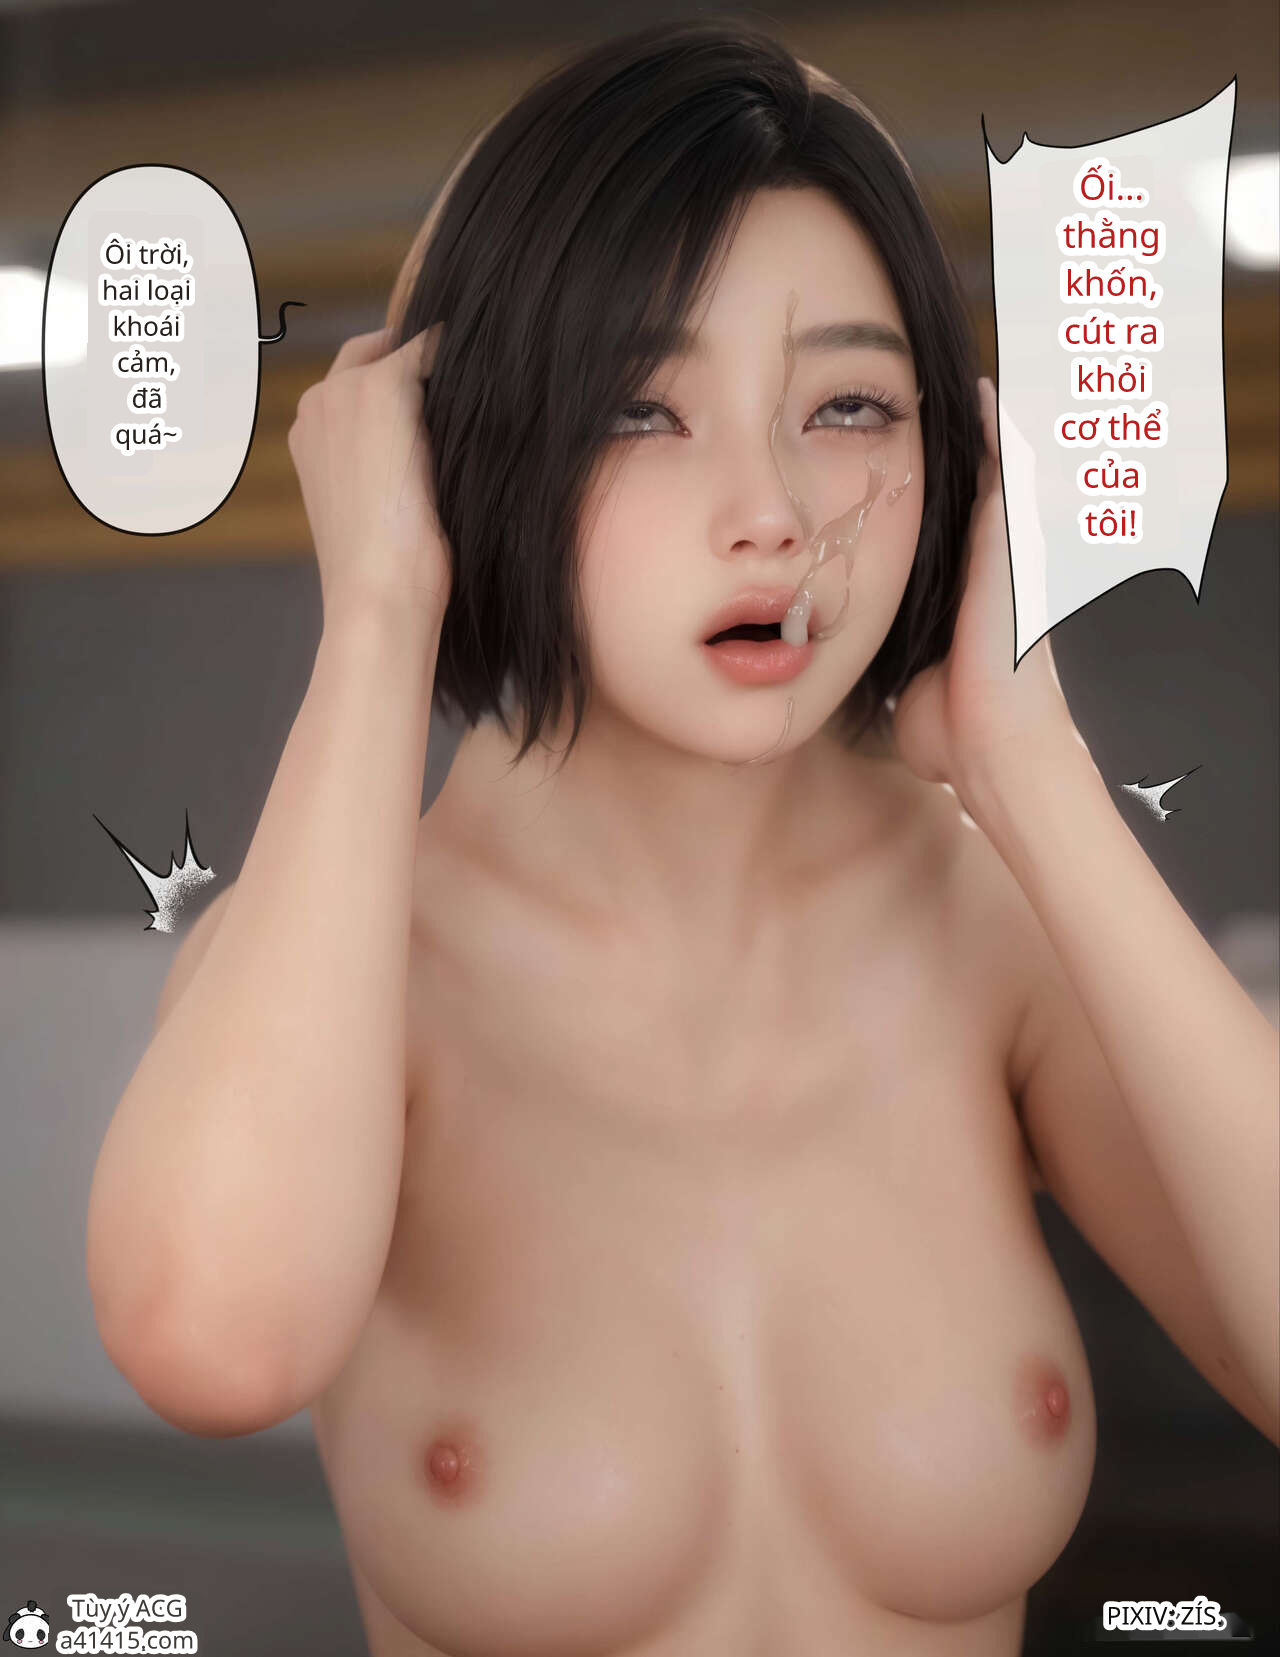 Ôi trời,
hai loại
khoái
cảm,
đã
quá~
Ối...
thằng
khốn,
cút ra
khỏi
cơ thể
của
tôi!
Tùy ý ACG
a41415.com
PIXIV: ZÍS.